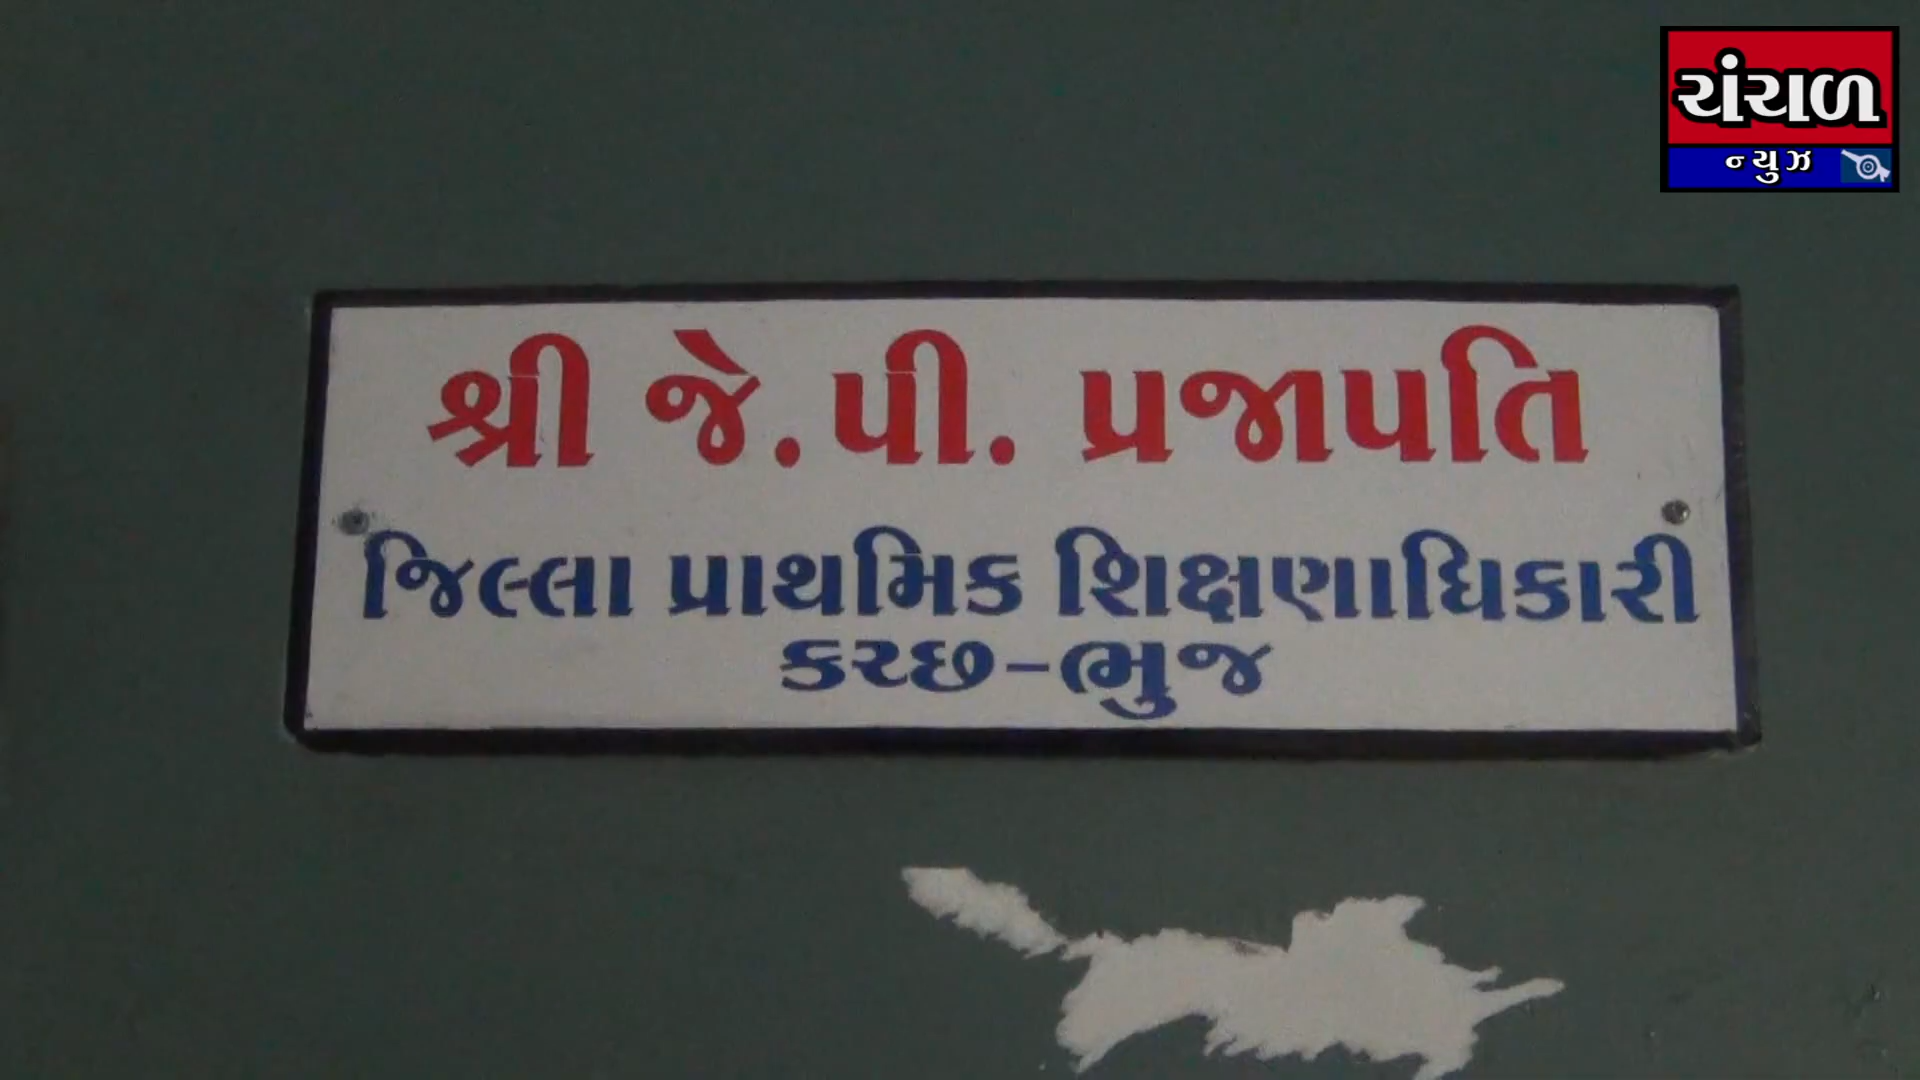 ચંચળ
ન્યુઝ
શ્રી જે.પી. પ્રજાપતિ
જિલ્લા પ્રાથમિક શિક્ષણાધિકારી
કચ્છ-ભુજ